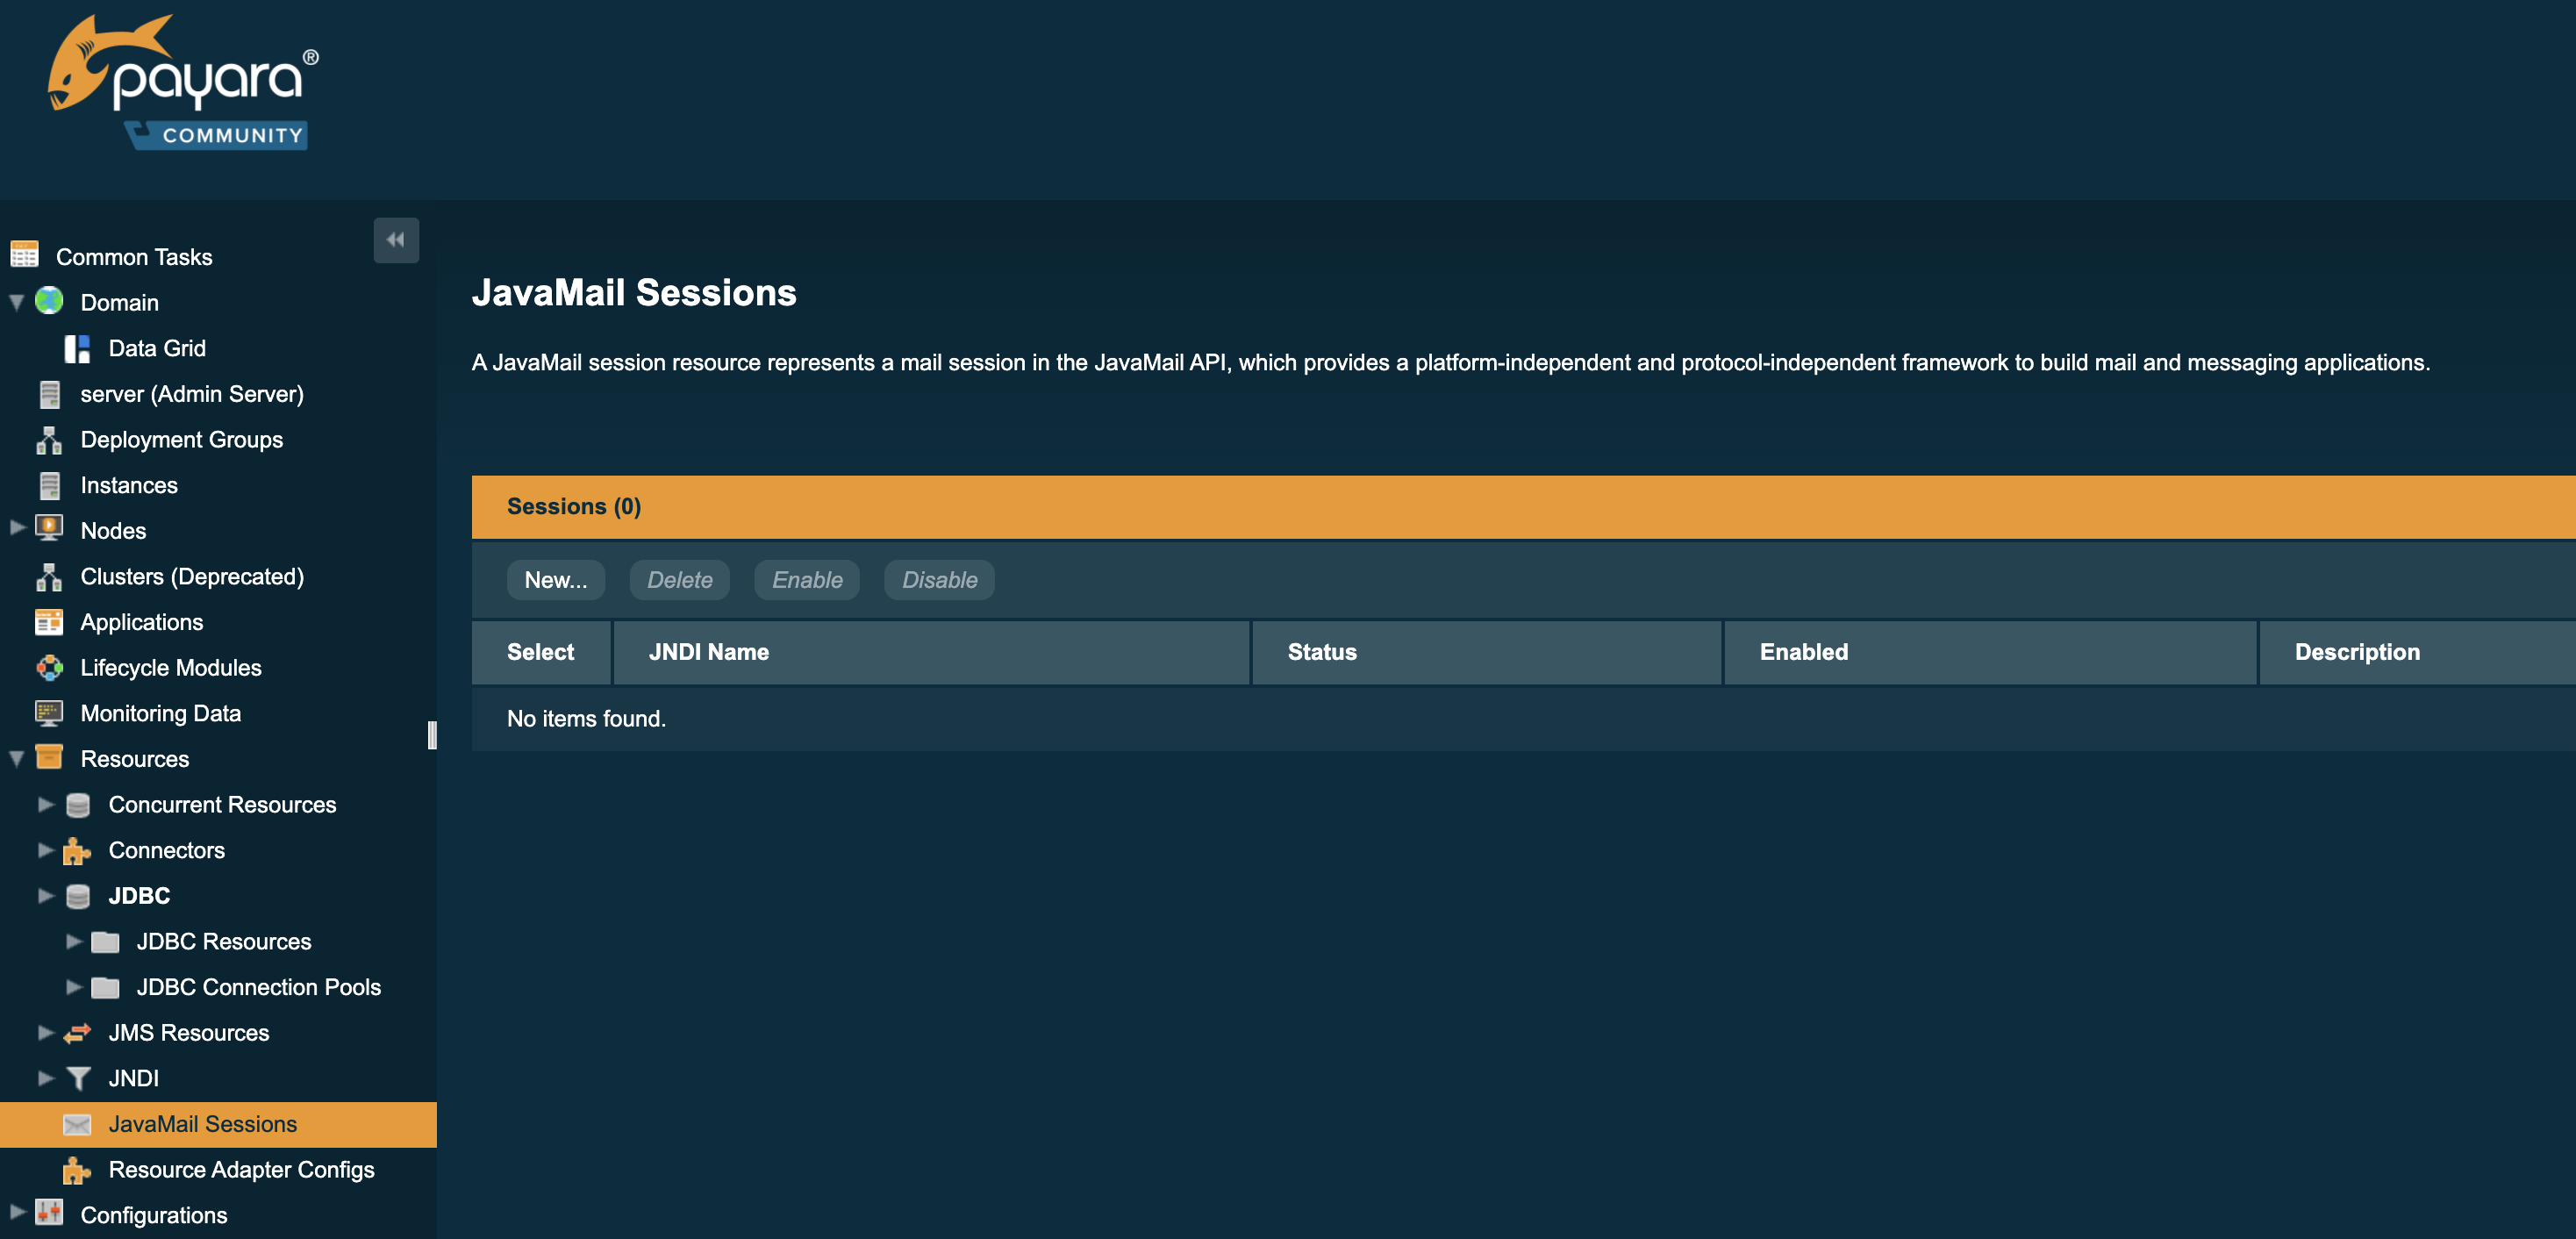 payara®
COMMUNITY
Common Tasks
Domain
Data Grid
server (Admin Server)
Deployment Groups
Instances
Nodes
Clusters (Deprecated)
Applications
Lifecycle Modules
Monitoring Data
Resources
Concurrent Resources
Connectors
JDBC
JDBC Resources
JDBC Connection Pools
JMS Resources
JNDI
JavaMail Sessions
Resource Adapter Configs
Configurations
JavaMail Sessions
A JavaMail session resource represents a mail session in the JavaMail API, which provides a platform-independent and protocol-independent framework to build mail and messaging applications.
Sessions (0)
New... Delete Enable Disable
Select JNDI Name Status Enabled Description
No items found.